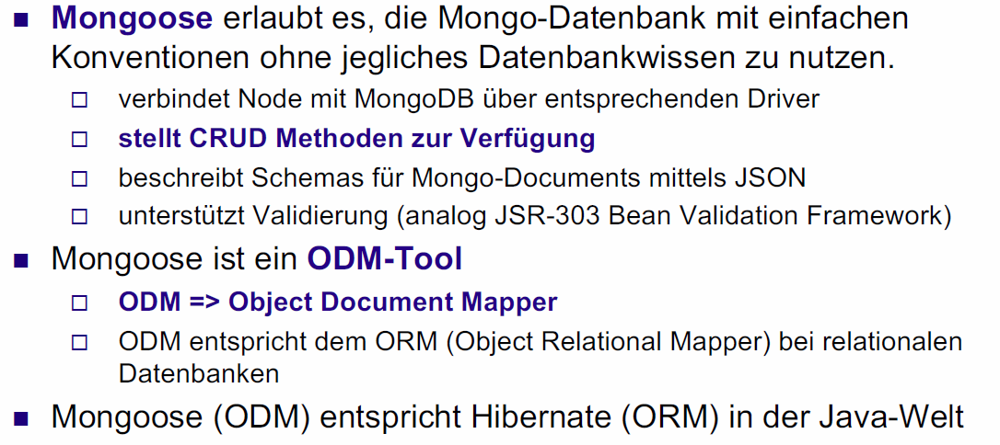 Mongoose erlaubt es, die Mongo-Datenbank mit einfachen
Konventionen ohne jegliches Datenbankwissen zu nutzen.
verbindet Node mit MongoDB über entsprechenden Driver
stellt CRUD Methoden zur Verfügung
beschreibt Schemas für Mongo-Documents mittels JSON
unterstützt Validierung (analog JSR-303 Bean Validation Framework)
Mongoose ist ein ODM-Tool
ODM => Object Document Mapper
ODM entspricht dem ORM (Object Relational Mapper) bei relationalen
Datenbanken
Mongoose (ODM) entspricht Hibernate (ORM) in der Java-Welt